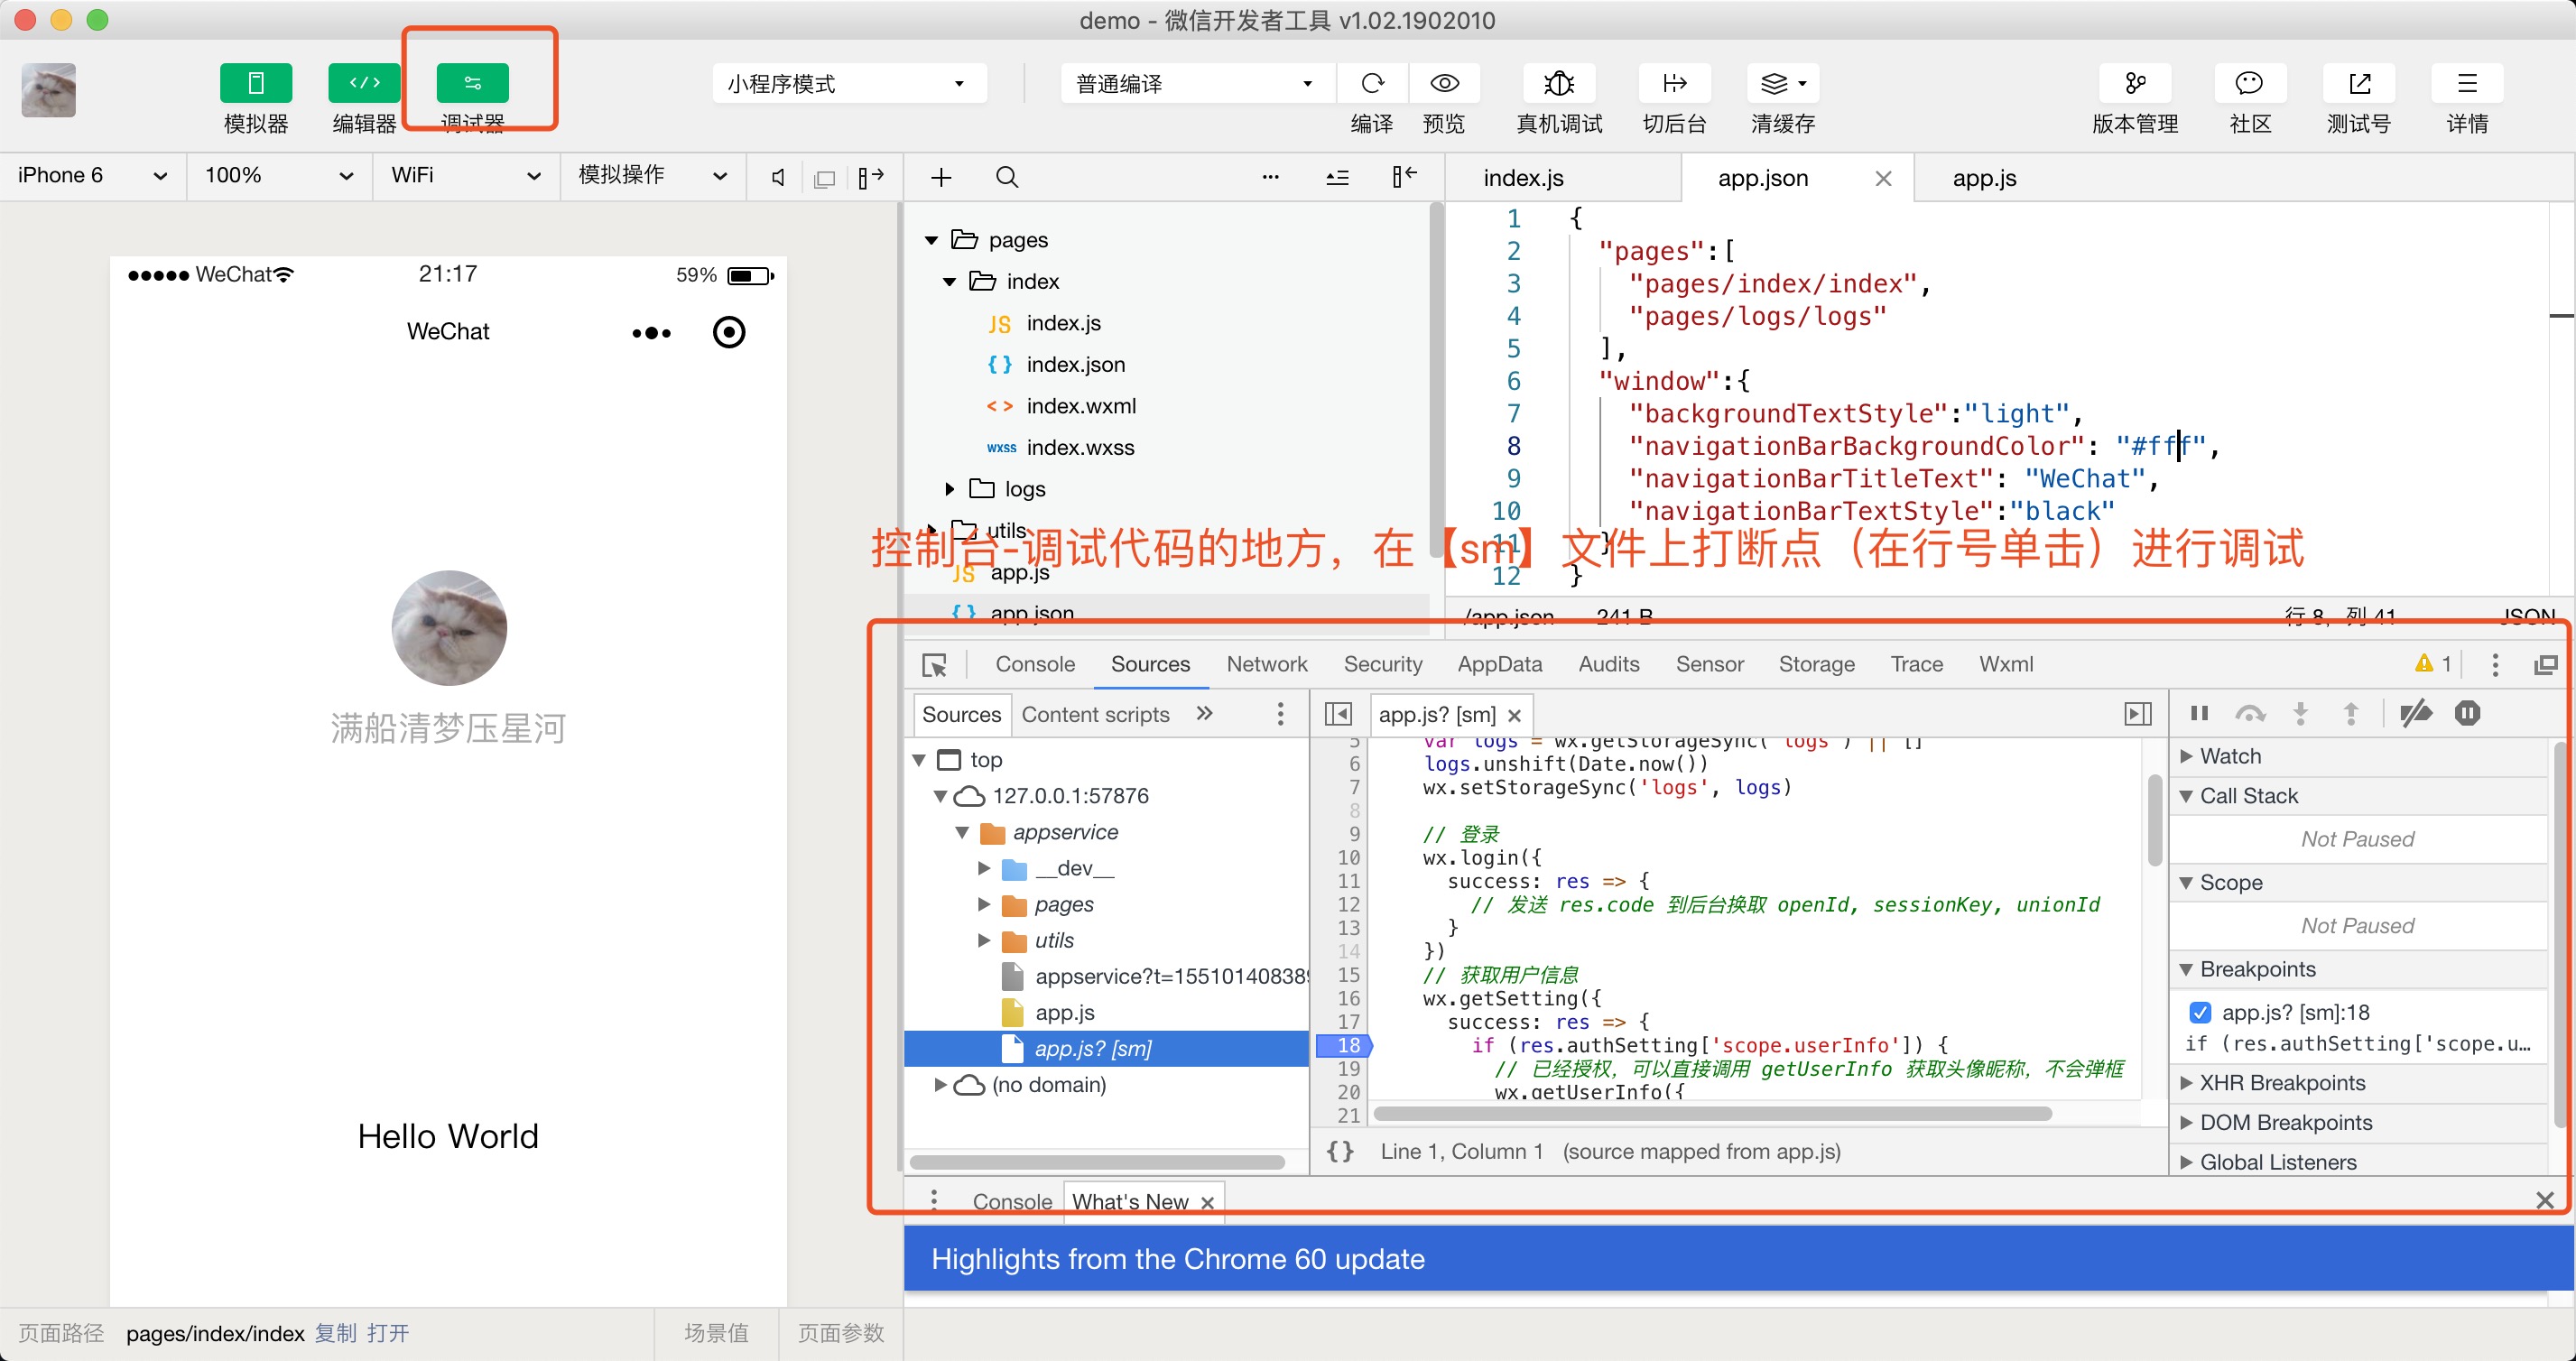 demo - 微信开发者工具 v1.02.1902010
模拟器
编辑器
调试器
小程序模式
普通编译
编译
预览
真机调试
切后台
清缓存
版本管理
社区
测试号
详情
iPhone 6
100%
WiFi
模拟操作
WeChat
21:17
59%
WeChat
满船清梦压星河
Hello World
pages
index
JS index.js
{ } index.json
< > index.wxml
wxss index.wxss
logs
utils
JS app.js
{ } app.json
index.js
app.json
app.js
1 {
2 "pages":[
3 "pages/index/index",
4 "pages/logs/logs"
5 ],
6 "window":{
7 "backgroundTextStyle":"light",
8 "navigationBarBackgroundColor": "#fff",
9 "navigationBarTitleText": "WeChat",
10 "navigationBarTextStyle":"black"
11 }
12 }
控制台-调试代码的地方，在【sm】文件上打断点（在行号单击）进行调试
/app.json 241 B
行 8，列 41
JSON
Console
Sources
Network
Security
AppData
Audits
Sensor
Storage
Trace
Wxml
1
Sources
Content scripts
top
127.0.0.1:57876
appservice
__dev__
pages
utils
appservice?t=155101408389
app.js
app.js? [sm]
(no domain)
app.js? [sm]
5 var logs = wx.getStorageSync('logs') || []
6 logs.unshift(Date.now())
7 wx.setStorageSync('logs', logs)
8
9 // 登录
10 wx.login({
11 success: res => {
12 // 发送 res.code 到后台换取 openId, sessionKey, unionId
13 }
14 })
15 // 获取用户信息
16 wx.getSetting({
17 success: res => {
18 if (res.authSetting['scope.userInfo']) {
19 // 已经授权，可以直接调用 getUserInfo 获取头像昵称，不会弹框
20 wx.getUserInfo({
21
{} Line 1, Column 1 (source mapped from app.js)
Watch
Call Stack
Not Paused
Scope
Not Paused
Breakpoints
app.js? [sm]:18
if (res.authSetting['scope.u...
XHR Breakpoints
DOM Breakpoints
Global Listeners
Console
What's New
Highlights from the Chrome 60 update
页面路径 pages/index/index 复制 打开
场景值
页面参数